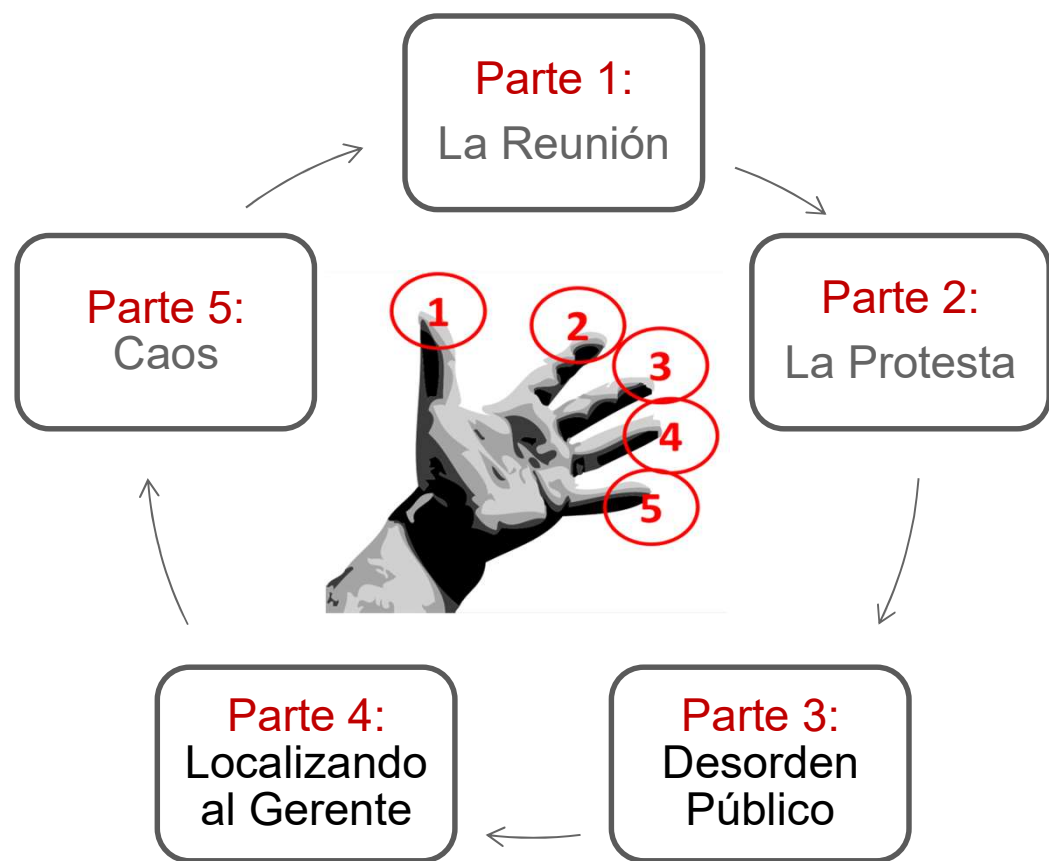 Parte 1:
La Reunión
Parte 2:
La Protesta
Parte 3:
Desorden
Público
Parte 4:
Localizando
al Gerente
Parte 5:
Caos
1
2
3
4
5